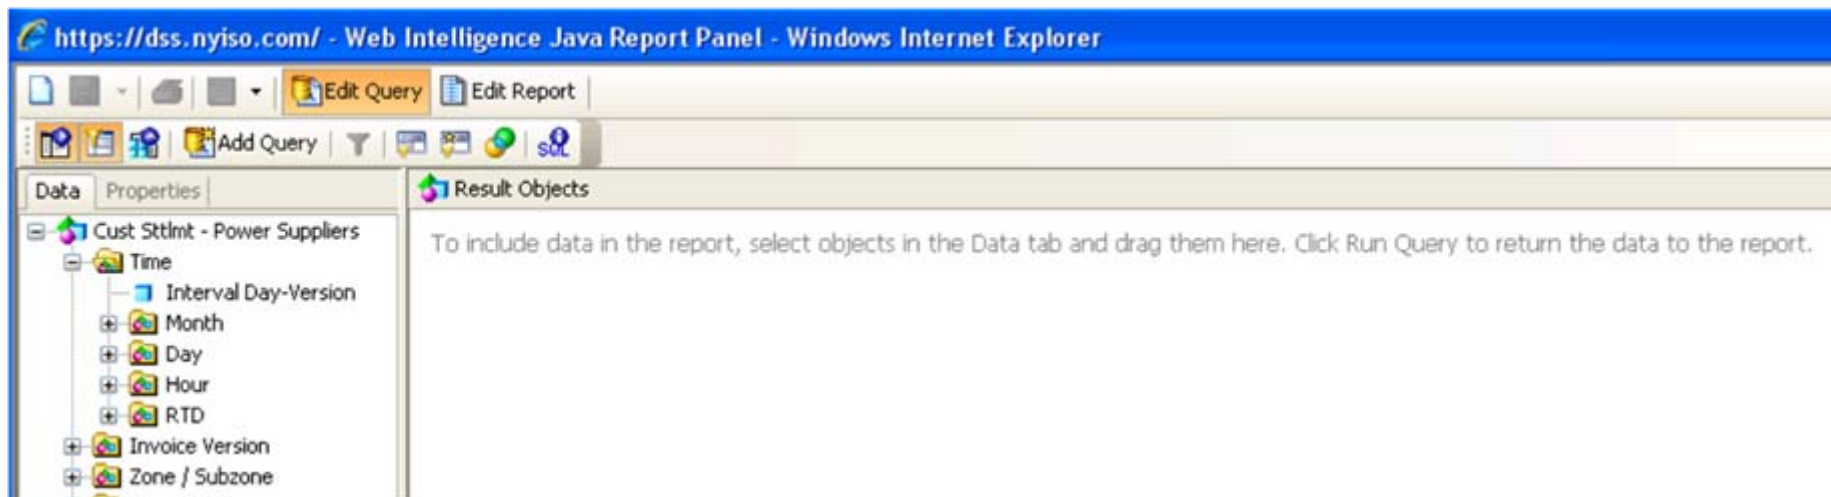 https://dss.nyiso.com/ - Web Intelligence Java Report Panel - Windows Internet Explorer
Edit Query Edit Report
Add Query SQL
Data Properties
Result Objects
Cust Sttlmt - Power Suppliers
Time
Interval Day-Version
Month
Day
Hour
RTD
Invoice Version
Zone / Subzone
To include data in the report, select objects in the Data tab and drag them here. Click Run Query to return the data to the report.